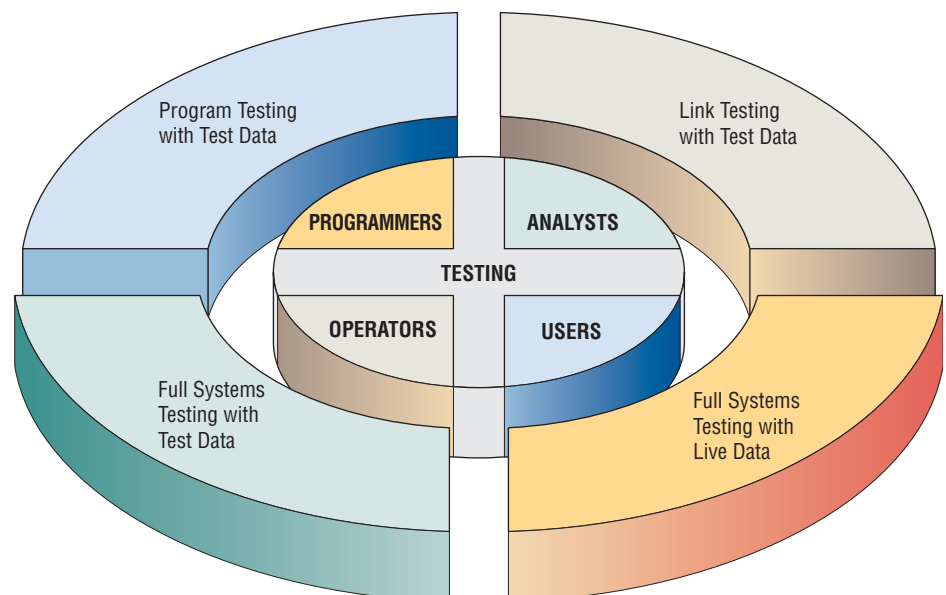 Program Testing
with Test Data
Link Testing
with Test Data
PROGRAMMERS
ANALYSTS
TESTING
OPERATORS
USERS
Full Systems
Testing with
Test Data
Full Systems
Testing with
Live Data